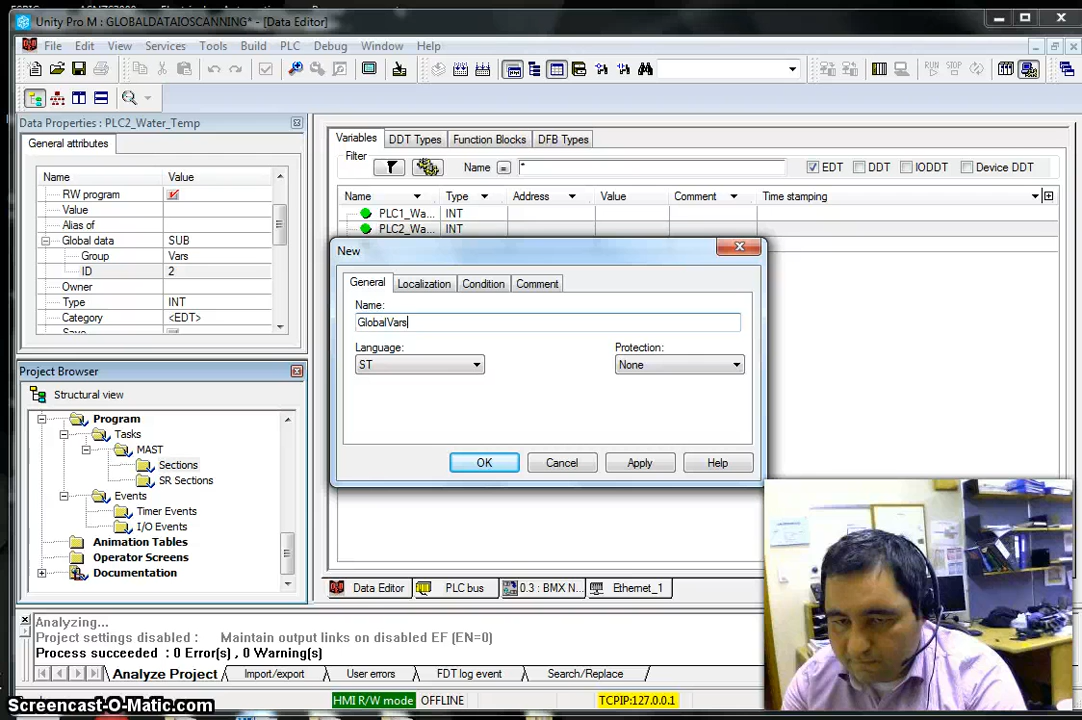 Unity Pro M : GLOBALDATAIOSCANNING* - [Data Editor]
File Edit View Services Tools Build PLC Debug Window Help
RUN STOP
Data Properties : PLC2_Water_Temp
General attributes
Name Value
RW program
Value
Alias of
Global data SUB
Group Vars
ID 2
Owner
Type INT
Category <EDT>
Variables DDT Types Function Blocks DFB Types
Filter Name = * EDT DDT IODDT Device DDT
Name Type Address Value Comment Time stamping
PLC1_Wa... INT
PLC2_Wa... INT
New
General Localization Condition Comment
Name:
GlobalVars
Language: Protection:
ST None
OK Cancel Apply Help
Project Browser
Structural view
Program
Tasks
MAST
Sections
SR Sections
Events
Timer Events
I/O Events
Animation Tables
Operator Screens
Documentation
Data Editor PLC bus 0.3 : BMX N... Ethernet_1
Analyzing...
Project settings disabled : Maintain output links on disabled EF (EN=0)
Process succeeded : 0 Error(s) , 0 Warning(s)
Analyze Project Import/export User errors FDT log event Search/Replace
HMI R/W mode OFFLINE TCPIP:127.0.0.1
Screencast-O-Matic.com